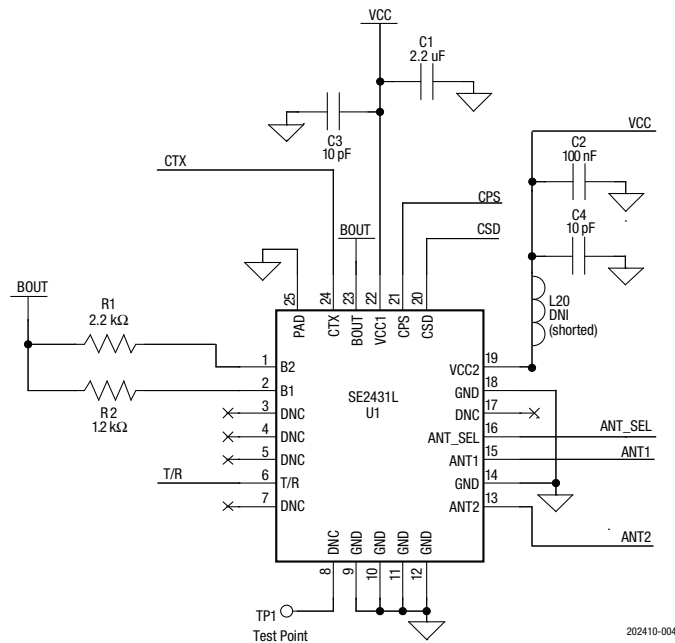 VCC
C1
2.2 uF
C3
10 pF
VCC
C2
100 nF
CTX
CPS
C4
10 pF
BOUT
CSD
BOUT
R1
2.2 kΩ
25
24
23
22
21
20
PAD
CTX
BOUT
VCC1
CPS
CSD
L20
DNI
(shorted)
1
B2
VCC2
19
2
B1
GND
18
R2
1.2 kΩ
SE2431L
U1
3
DNC
DNC
17
4
DNC
ANT_SEL
16
ANT_SEL
5
DNC
ANT1
15
ANT1
T/R
6
T/R
GND
14
7
DNC
ANT2
13
ANT2
DNC
GND
GND
GND
GND
8
9
10
11
12
TP1
Test Point
202410-004